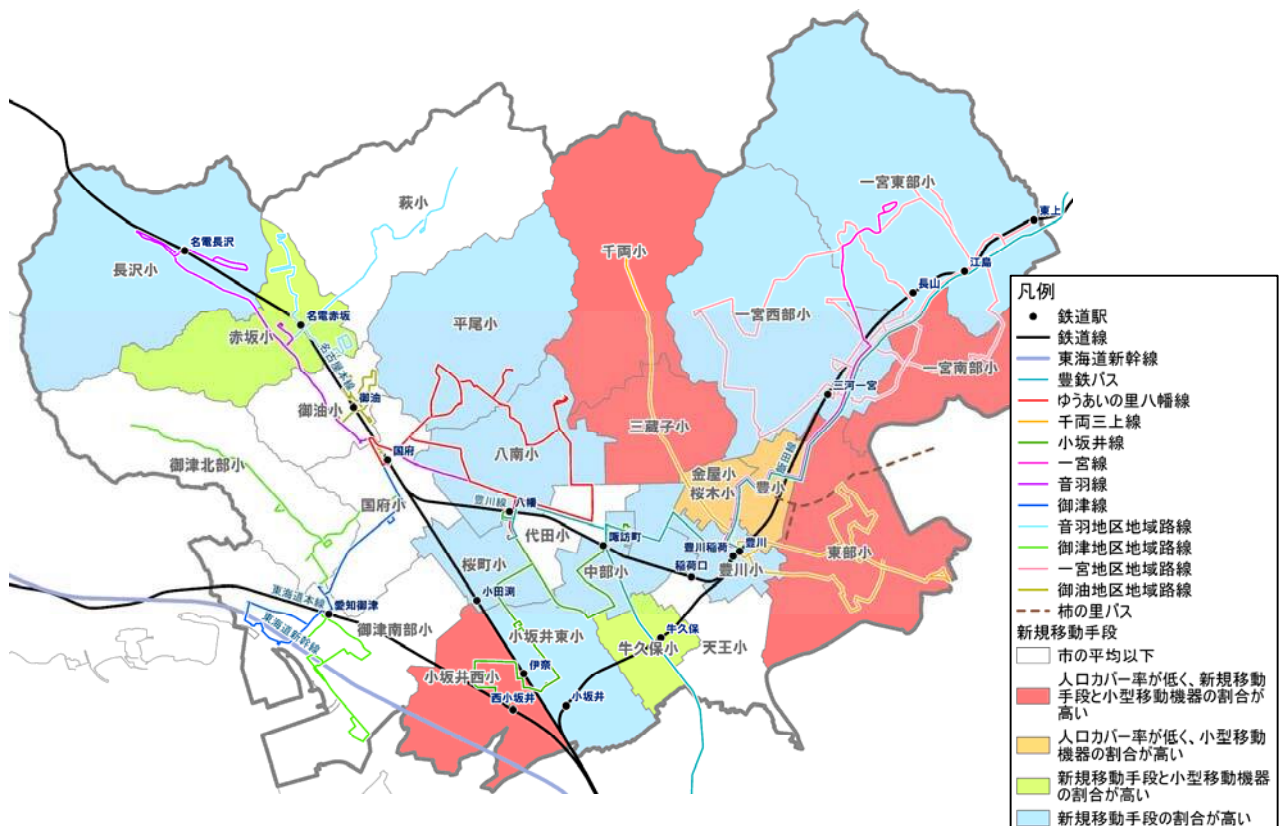 萩小
一宮東部小
東上
名電長沢
千両小
江島
長沢小
長山
名電赤坂
平尾小
一宮西部小
赤坂小
名古屋本線
一宮南部小
三河一宮
御油
御油小
三蔵子小
国府
八南小
飯田線
御津北部小
金屋小
桜木小
豊小
国府小
豊川線
八幡
代田小
諏訪町
豊川稲荷
豊川
東部小
桜町小
中部小
稲荷口
豊川小
小田渕
東海道本線
愛知御津
東海道新幹線
御津南部小
小坂井東小
牛久保
牛久保小
天王小
伊奈
小坂井西小
西小坂井
小坂井
凡例
鉄道駅
鉄道線
東海道新幹線
豊鉄バス
ゆうあいの里八幡線
千両三上線
小坂井線
一宮線
音羽線
御津線
音羽地区地域路線
御津地区地域路線
一宮地区地域路線
御油地区地域路線
柿の里バス
新規移動手段
市の平均以下
人口カバー率が低く、新規移動
手段と小型移動機器の割合が
高い
人口カバー率が低く、小型移動
機器の割合が高い
新規移動手段と小型移動機器
の割合が高い
新規移動手段の割合が高い